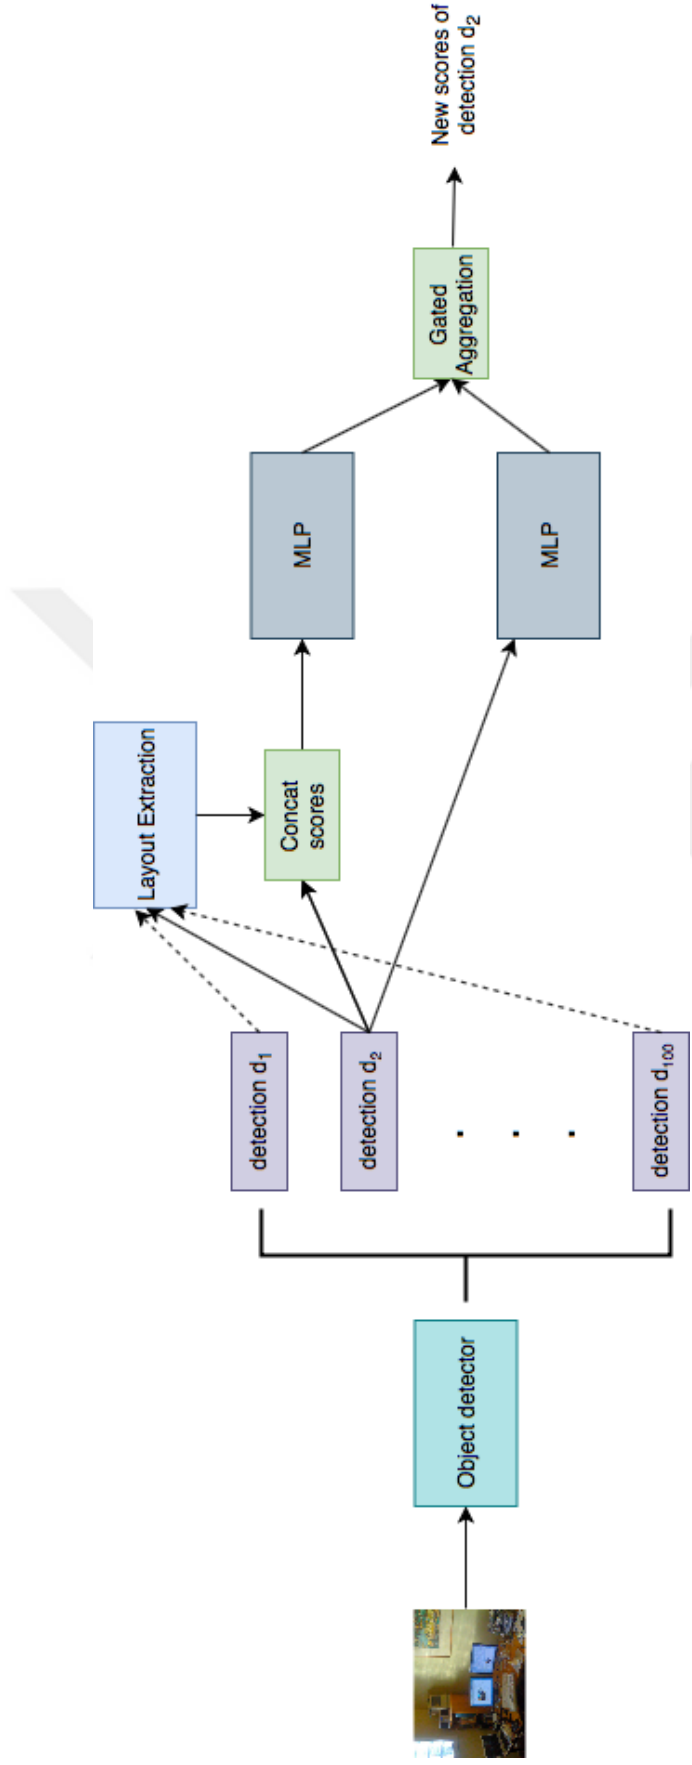 Object detector
detection d₁
detection d₂
. . .
detection d₁₀₀
Layout Extraction
Concat
scores
MLP
MLP
Gated
Aggregation
New scores of
detection d₂